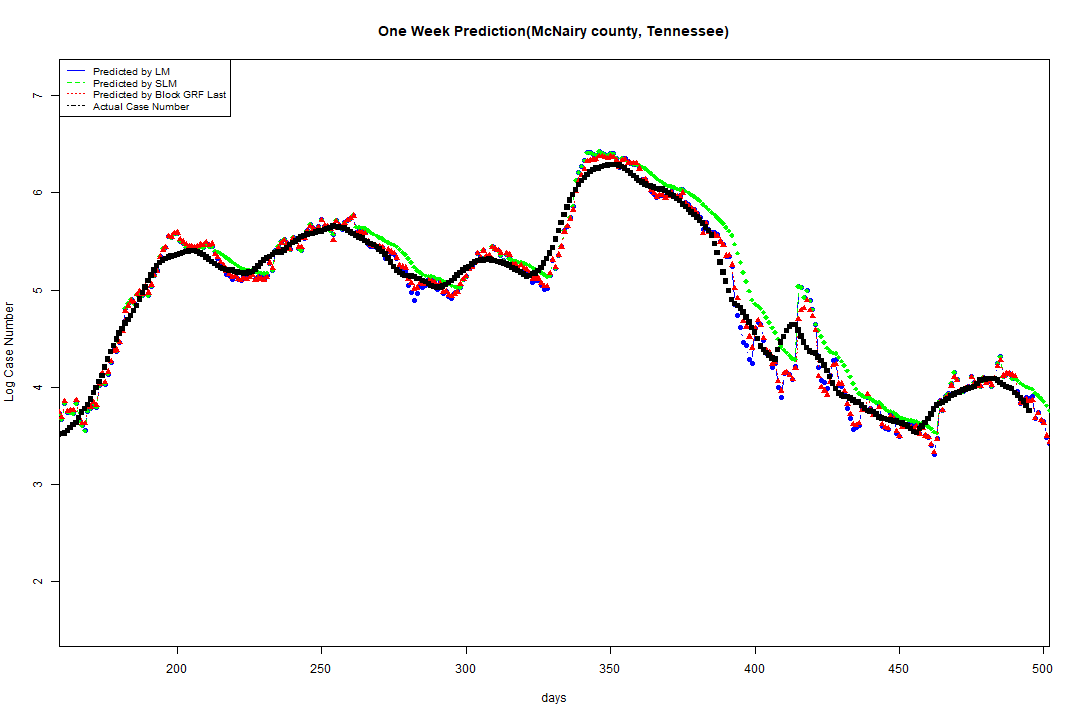 One Week Prediction(McNairy county, Tennessee)
Predicted by LM
Predicted by SLM
Predicted by Block GRF Last
Actual Case Number
7
6
5
4
3
2
Log Case Number
200 250 300 350 400 450 500
days